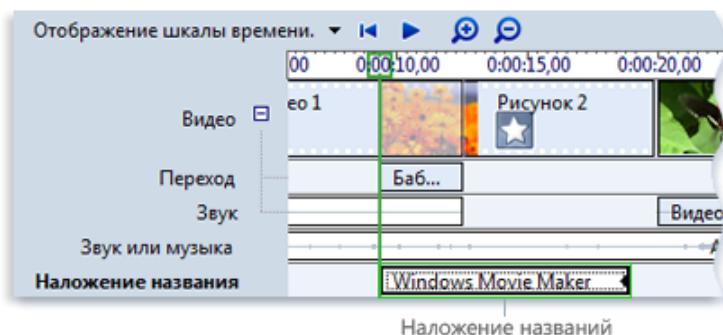 Отображение шкалы времени.
00 0:00:10,00 0:00:15,00 0:00:20,00
Видео ео 1 Рисунок 2
Переход Баб...
Звук Видео
Звук или музыка
Наложение названия Windows Movie Maker
Наложение названий